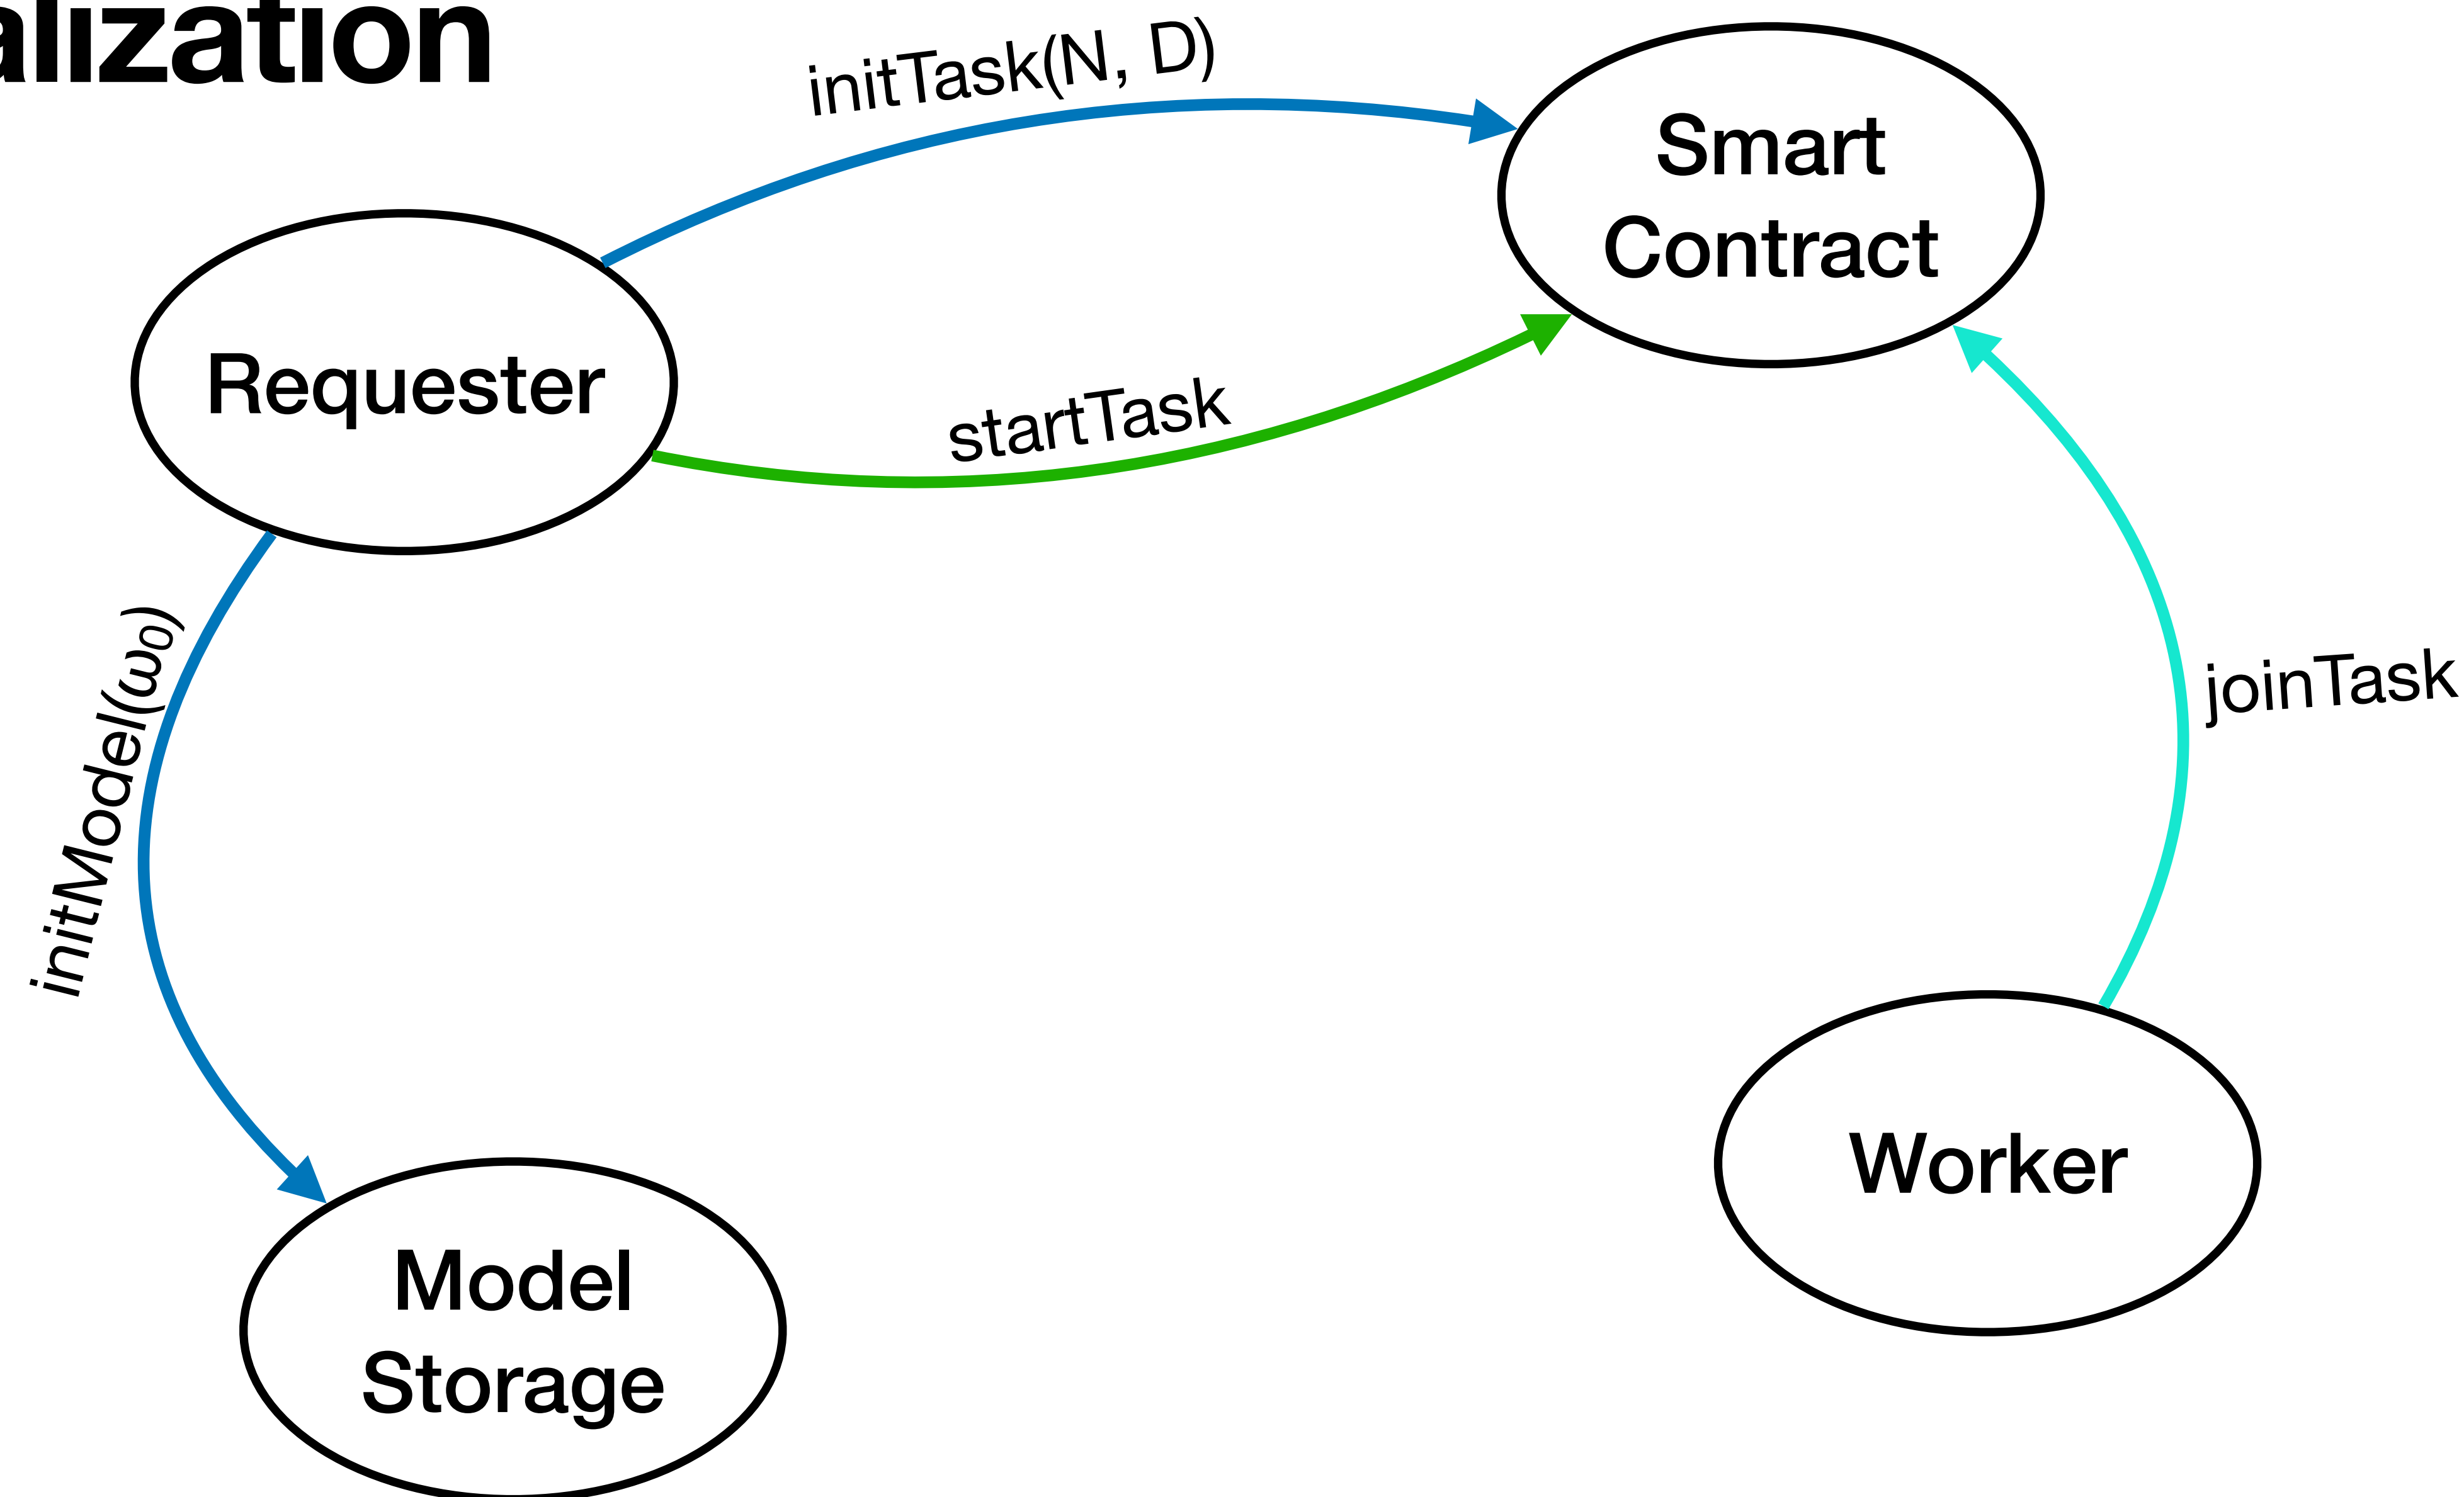 alization
initTask(N, D)
Smart
Contract
Requester
startTask
initModel(ω₀)
joinTask
Worker
Model
Storage